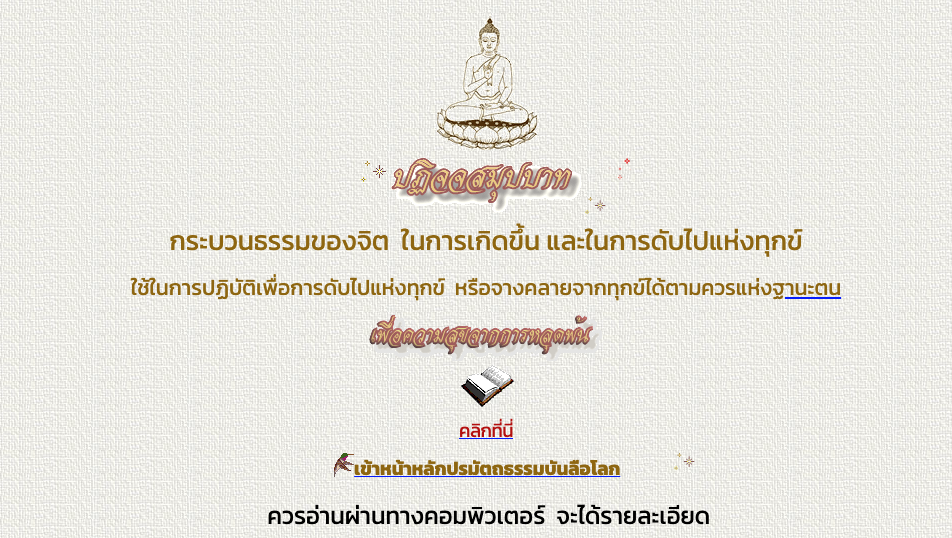 ปฏิจจสมุปบาท
กระบวนธรรมของจิต ในการเกิดขึ้น และในการดับไปแห่งทุกข์
ใช้ในการปฏิบัติเพื่อการดับไปแห่งทุกข์ หรือจางคลายจากทุกข์ได้ตามควรแห่งฐานะตน
เพื่อความสุขจากการหลุดพ้น
คลิกที่นี่
เข้าหน้าหลักปรมัตถธรรมบันลือโลก
ควรอ่านผ่านทางคอมพิวเตอร์ จะได้รายละเอียด